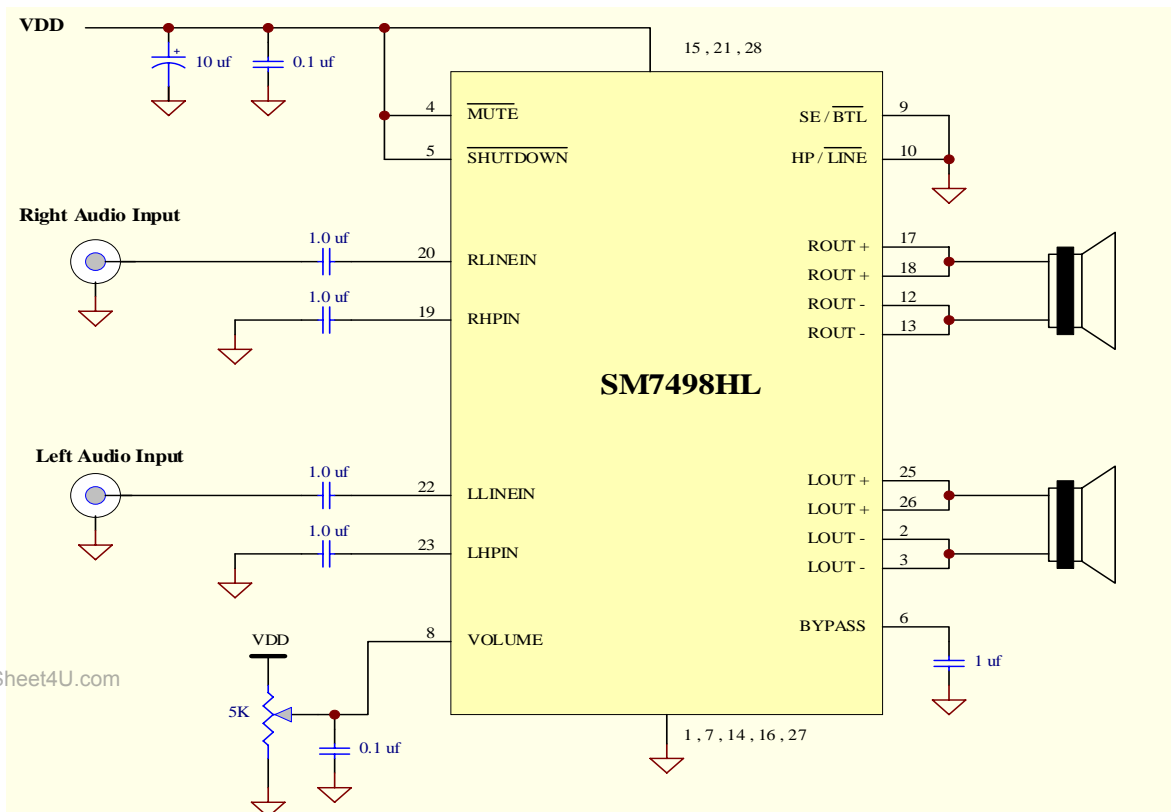 VDD
15 , 21 , 28
10 uf
0.1 uf
4
MUTE
SE / BTL
9
5
SHUTDOWN
HP / LINE
10
Right Audio Input
1.0 uf
20
RLINEIN
ROUT +
17
ROUT +
18
1.0 uf
19
RHPIN
ROUT -
12
ROUT -
13
SM7498HL
Left Audio Input
1.0 uf
22
LLINEIN
LOUT +
25
LOUT +
26
1.0 uf
23
LHPIN
LOUT -
2
LOUT -
3
VDD
8
VOLUME
BYPASS
6
1 uf
Sheet4U.com
5K
0.1 uf
1 , 7 , 14 , 16 , 27